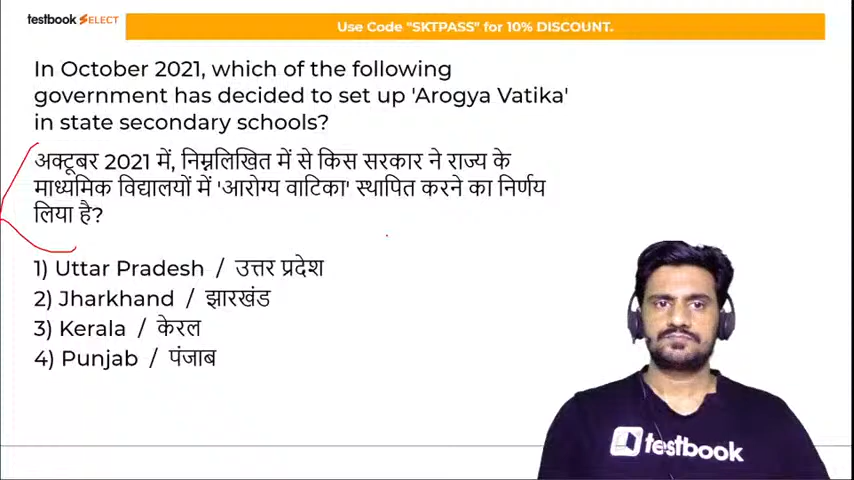 testbook SELECT
Use Code "SKTPASS" for 10% DISCOUNT.
In October 2021, which of the following
government has decided to set up 'Arogya Vatika'
in state secondary schools?
अक्टूबर 2021 में, निम्नलिखित में से किस सरकार ने राज्य के
माध्यमिक विद्यालयों में 'आरोग्य वाटिका' स्थापित करने का निर्णय
लिया है?
1) Uttar Pradesh / उत्तर प्रदेश
2) Jharkhand / झारखंड
3) Kerala / केरल
4) Punjab / पंजाब
testbook